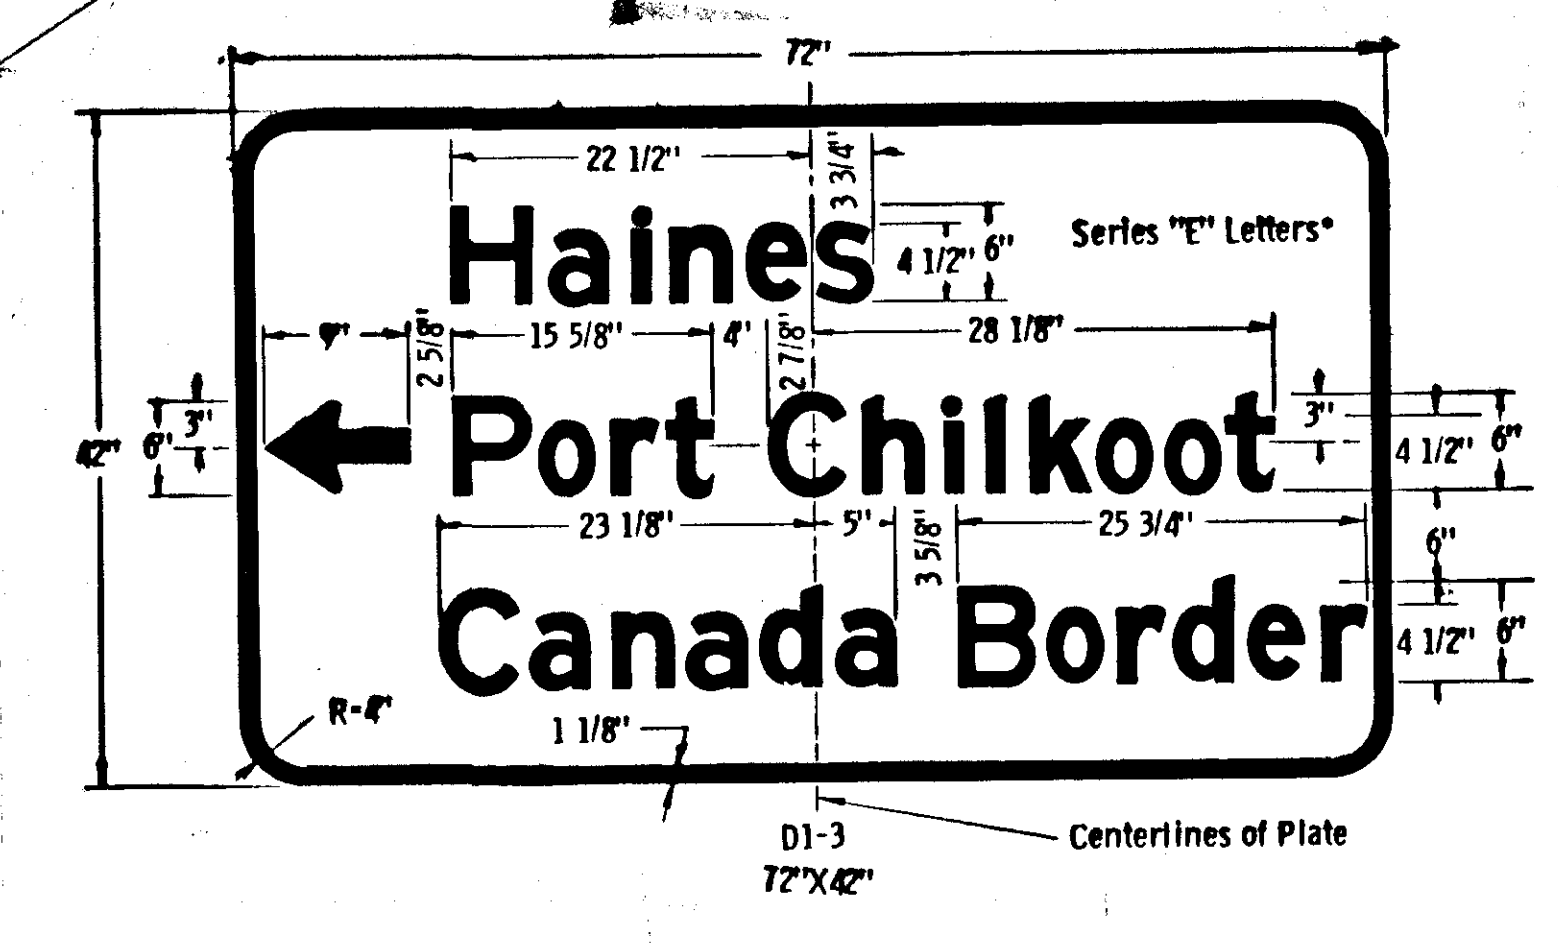 72"
22 1/2" 3 3/4"
Haines
4 1/2" 6" Series "E" Letters*
9" 2 5/8" 15 5/8" 4" 2 7/8" 28 1/8"
42" 6" 3" Port Chilkoot 3" 4 1/2" 6"
23 1/8" 5" 3 5/8" 25 3/4" 6"
Canada Border 4 1/2" 6"
R=4"
1 1/8"
D1-3 Centerlines of Plate
72"X42"